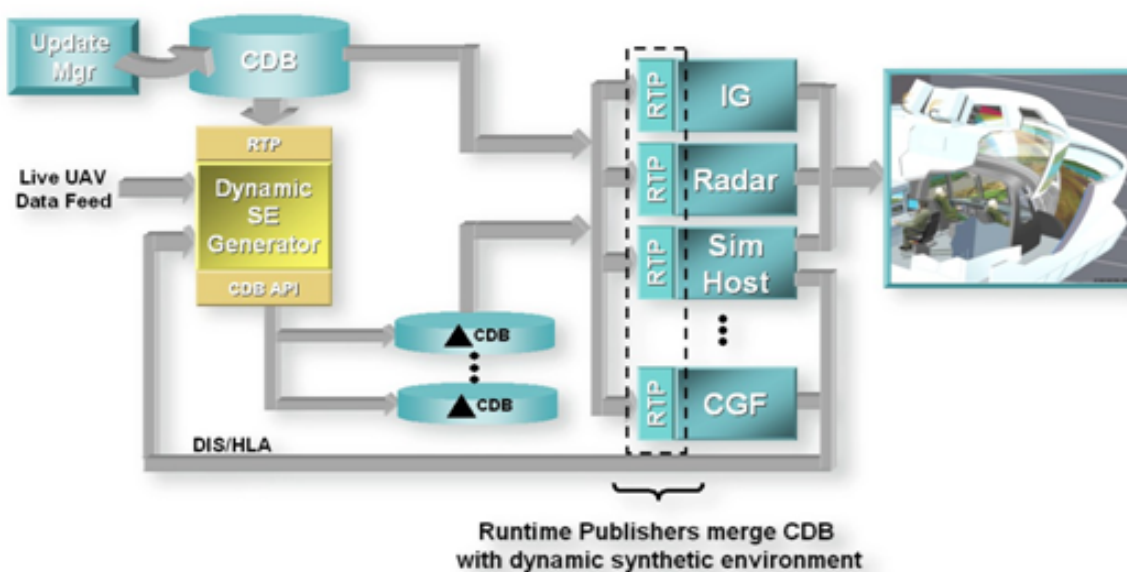 Update
Mgr
CDB
RTP
Dynamic
SE
Generator
CDB API
Live UAV
Data Feed
RTP
IG
RTP
Radar
RTP
Sim
Host
RTP
CGF
▲CDB
▲CDB
DIS/HLA
Runtime Publishers merge CDB
with dynamic synthetic environment